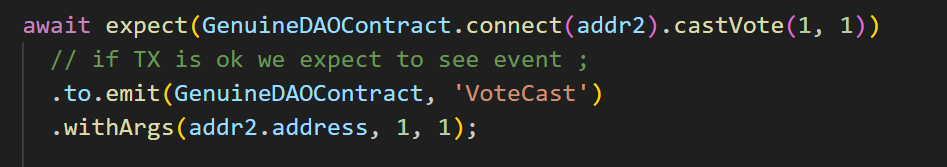 await expect(GenuineDAOContract.connect(addr2).castVote(1, 1))
// if TX is ok we expect to see event ;
.to.emit(GenuineDAOContract, 'VoteCast')
.withArgs(addr2.address, 1, 1);